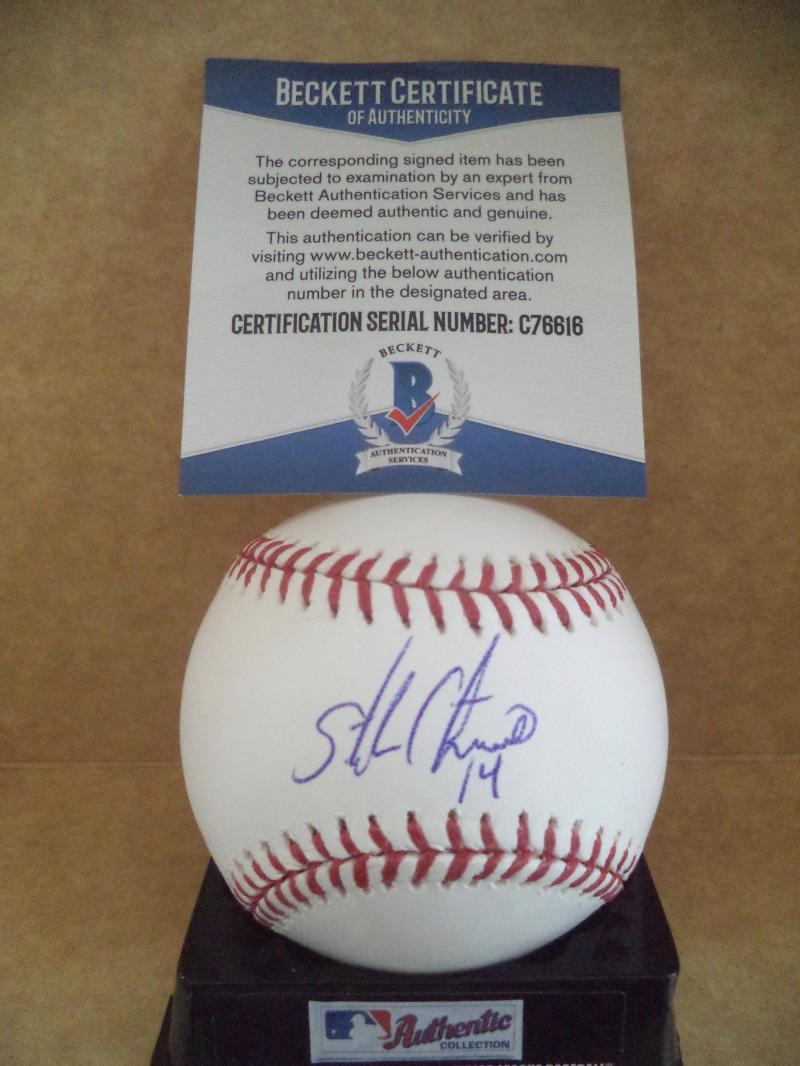 BECKETT CERTIFICATE
OF AUTHENTICITY
The corresponding signed item has been
subjected to examination by an expert from
Beckett Authentication Services and has
been deemed authentic and genuine.
This authentication can be verified by
visiting www.beckett-authentication.com
and utilizing the below authentication
number in the designated area.
CERTIFICATION SERIAL NUMBER: C76616
BECKETT
B
AUTHENTICATION
SERVICES
14
Authentic
COLLECTION